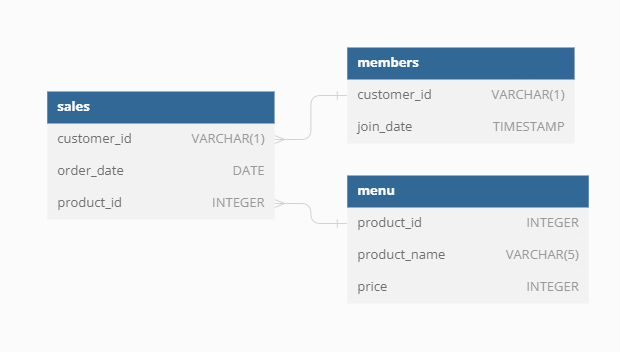 sales
customer_id VARCHAR(1)
order_date DATE
product_id INTEGER
members
customer_id VARCHAR(1)
join_date TIMESTAMP
menu
product_id INTEGER
product_name VARCHAR(5)
price INTEGER